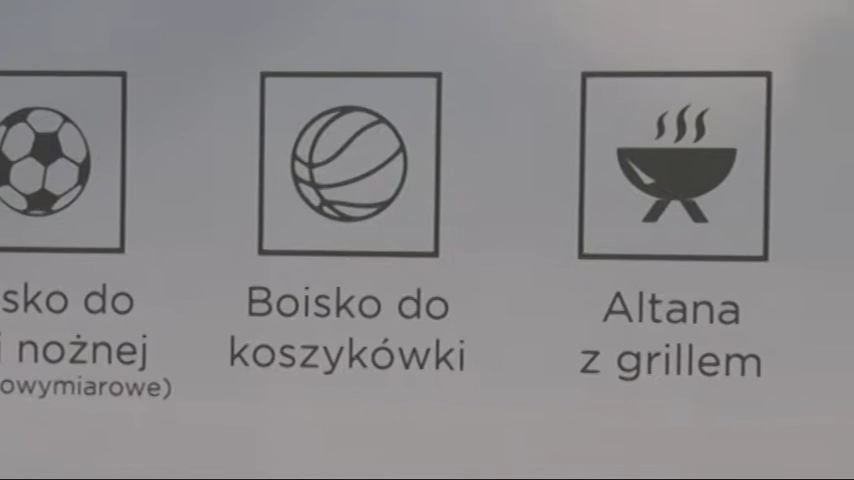 sko do
i nożnej
owymiarowe)
Boisko do
koszykówki
Altana
z grillem